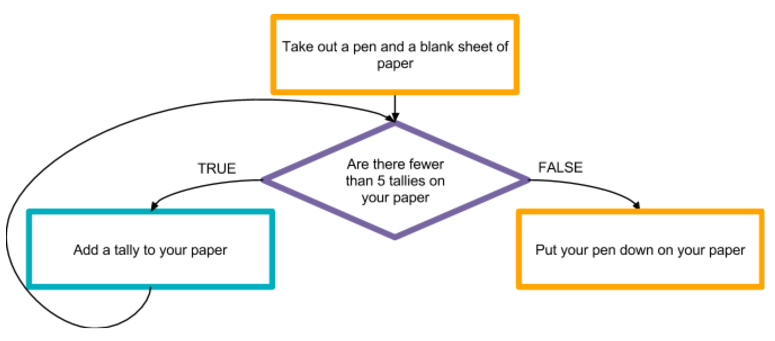 Take out a pen and a blank sheet of
paper
Are there fewer
than 5 tallies on
your paper
TRUE
FALSE
Add a tally to your paper
Put your pen down on your paper